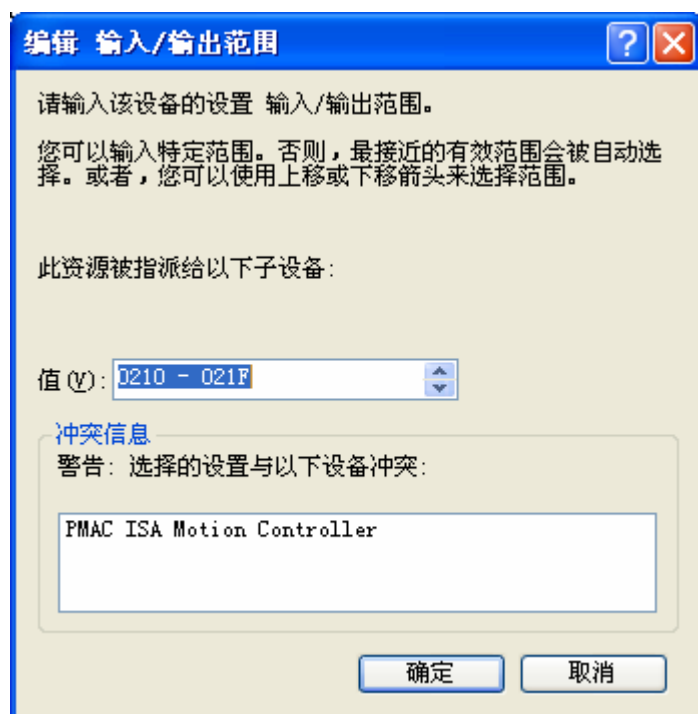 编辑 输入/输出范围
请输入该设备的设置 输入/输出范围。
您可以输入特定范围。否则，最接近的有效范围会被自动选
择。或者，您可以使用上移或下移箭头来选择范围。
此资源被指派给以下子设备:
值(V): 0210 - 021F
冲突信息
警告: 选择的设置与以下设备冲突:
PMAC ISA Motion Controller
确定 取消